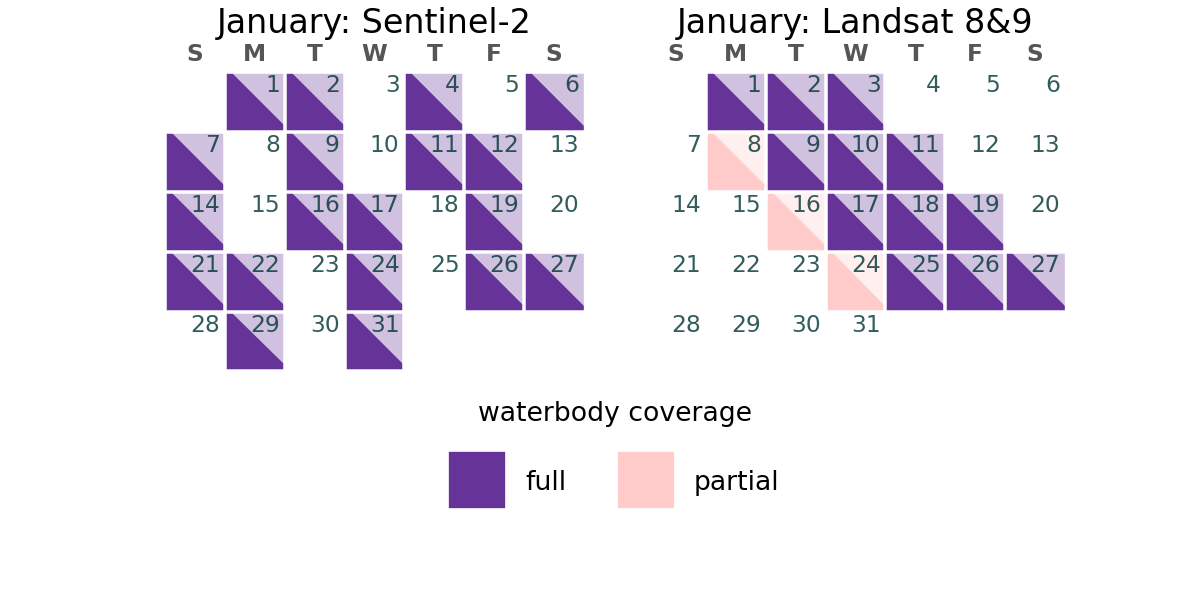 January: Sentinel-2
S M T W T F S
1 2 3 4 5 6
7 8 9 10 11 12 13
14 15 16 17 18 19 20
21 22 23 24 25 26 27
28 29 30 31
January: Landsat 8&9
S M T W T F S
1 2 3 4 5 6
7 8 9 10 11 12 13
14 15 16 17 18 19 20
21 22 23 24 25 26 27
28 29 30 31
waterbody coverage
full
partial